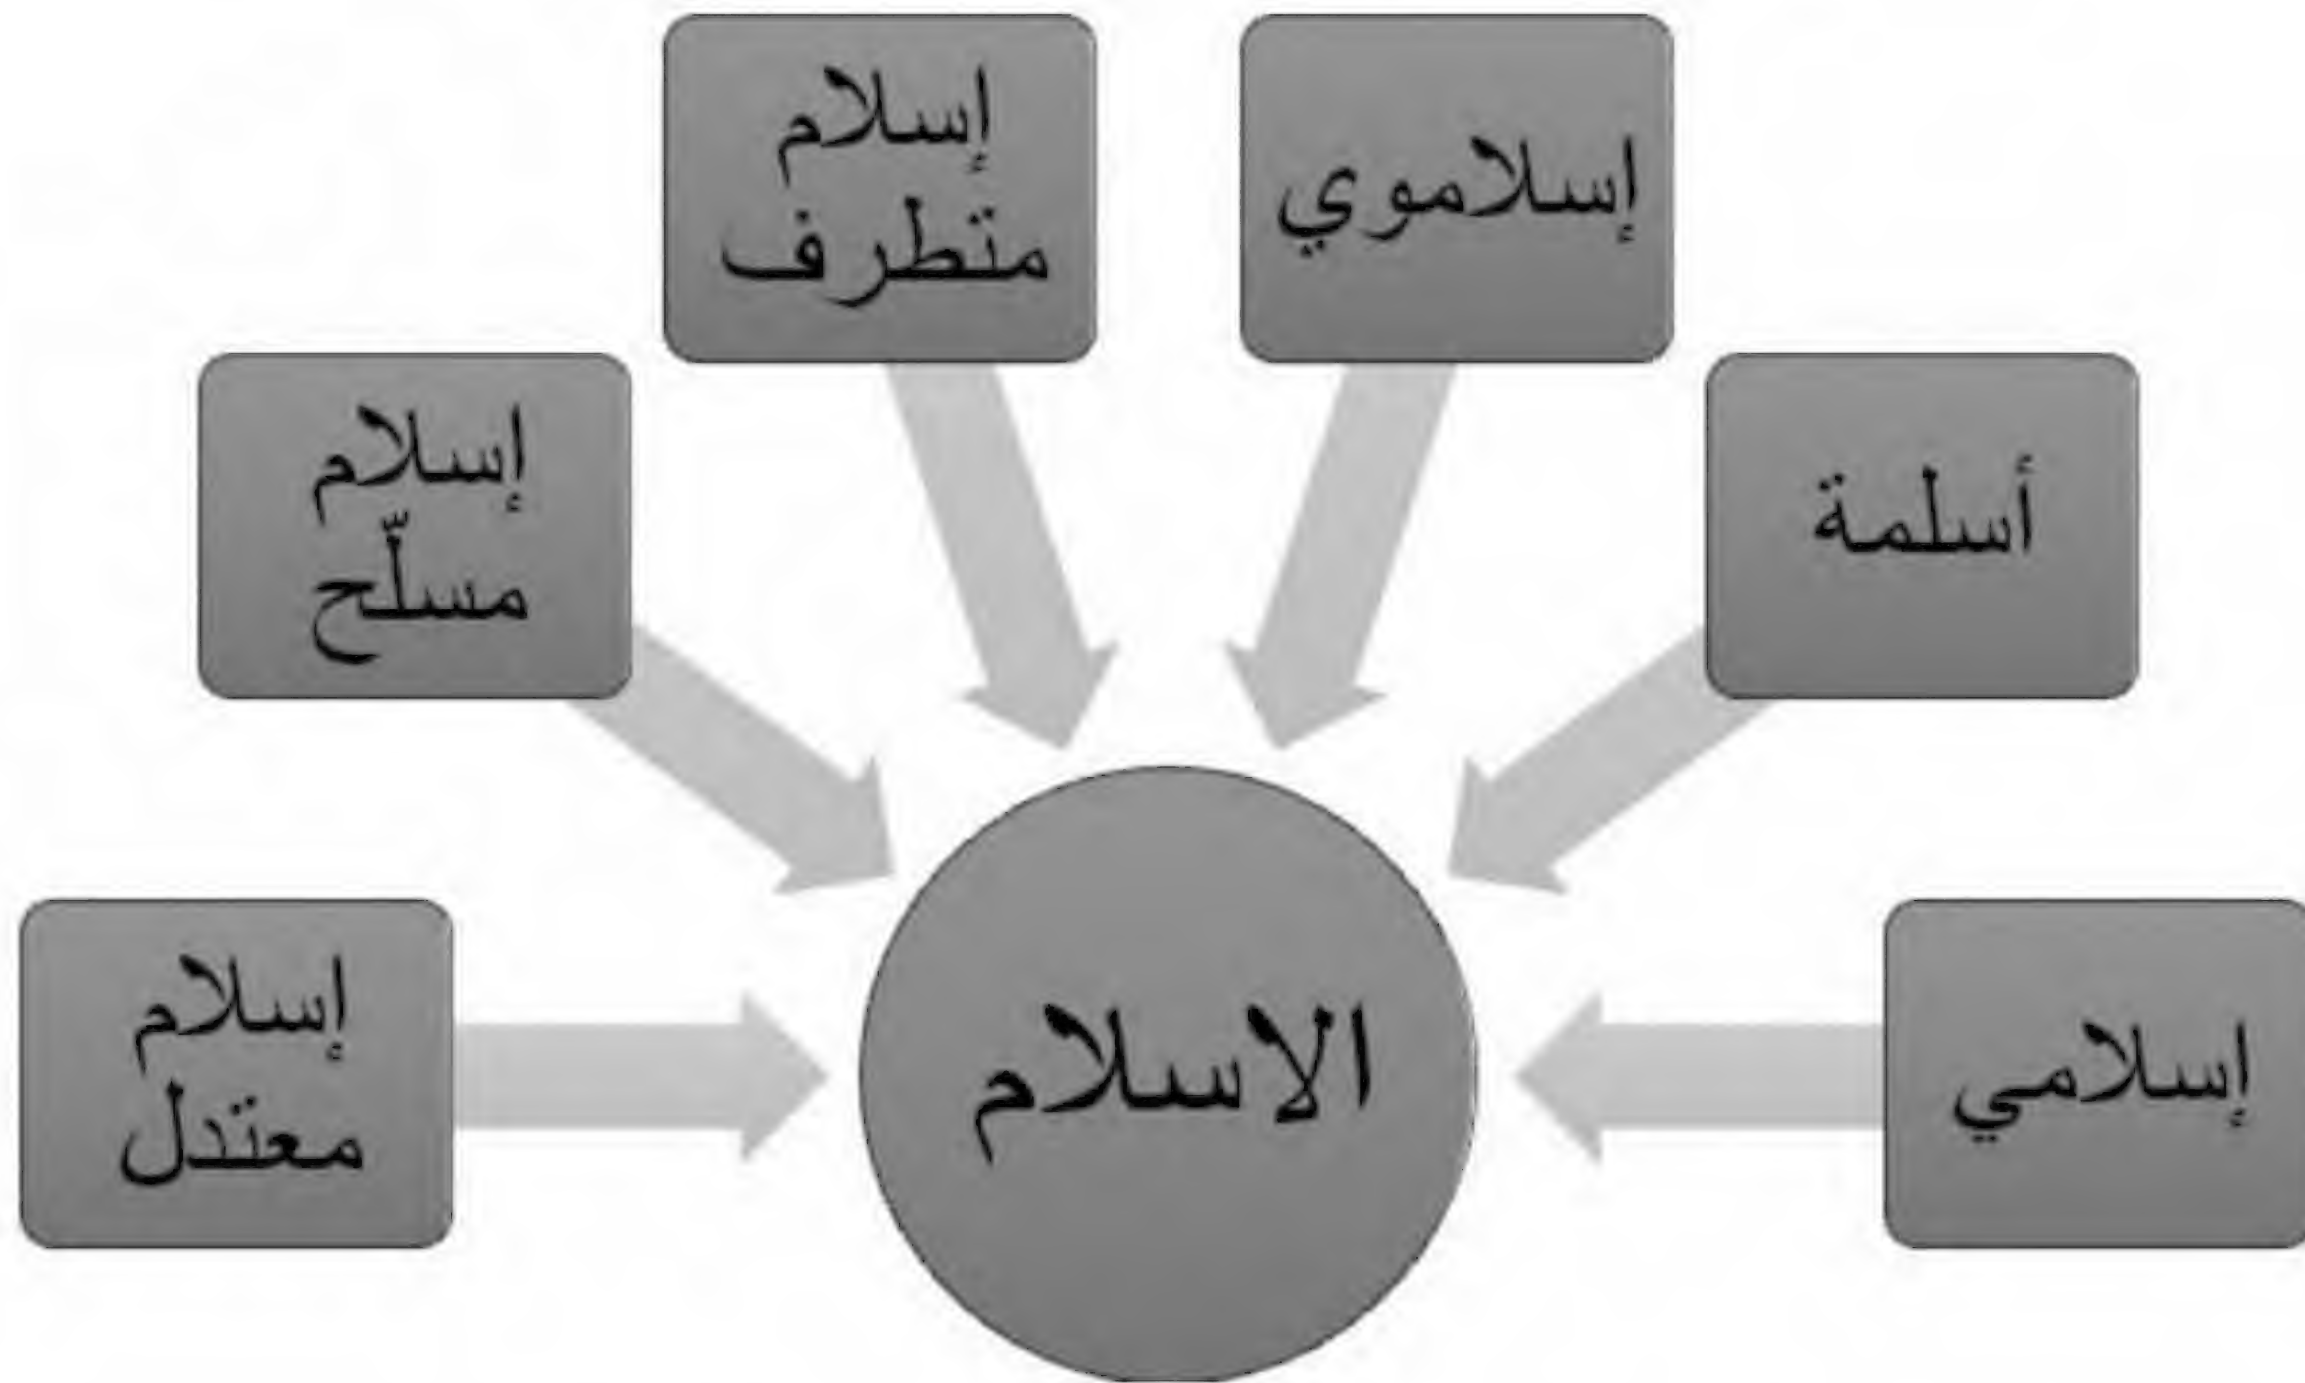 إسلاموي
إسلام
متطرف
أسلمة
إسلام
مسلّح
إسلامي
الاسلام
إسلام
معتدل